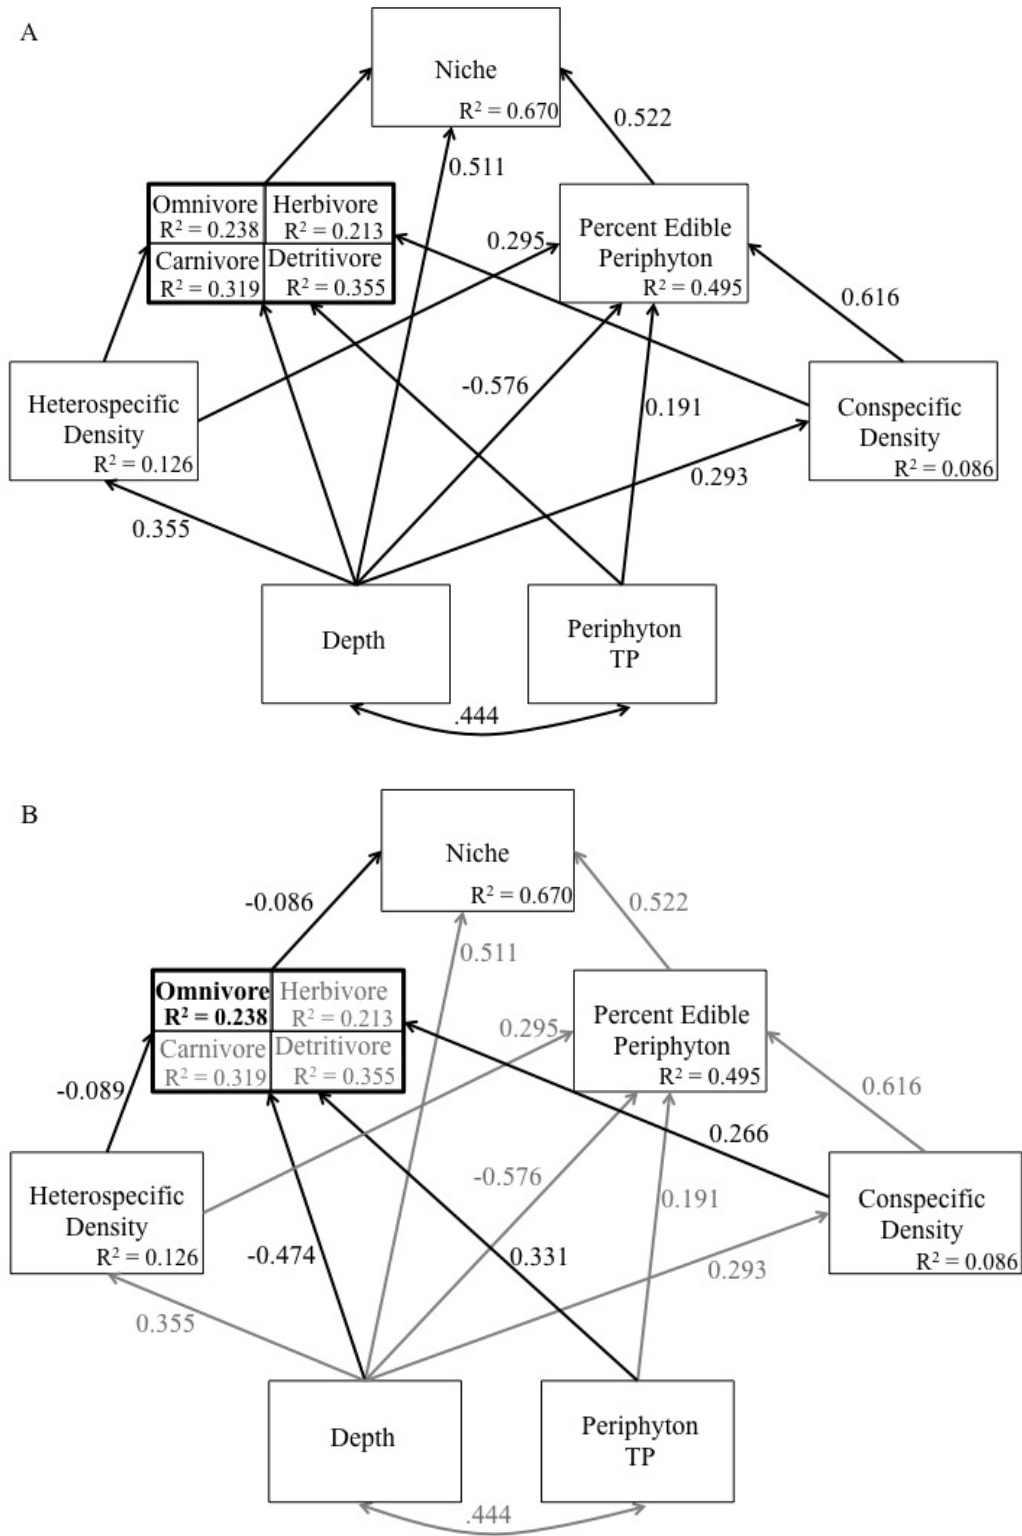 A
Niche
R² = 0.670
0.522
0.511
Omnivore
R² = 0.238
Herbivore
R² = 0.213
Carnivore
R² = 0.319
Detritivore
R² = 0.355
0.295
Percent Edible
Periphyton
R² = 0.495
0.616
Heterospecific
Density
R² = 0.126
-0.576
0.191
Conspecific
Density
R² = 0.086
0.293
0.355
Depth
Periphyton
TP
.444
B
Niche
R² = 0.670
-0.086
0.522
0.511
Omnivore
R² = 0.238
Herbivore
R² = 0.213
Carnivore
R² = 0.319
Detritivore
R² = 0.355
0.295
Percent Edible
Periphyton
R² = 0.495
-0.089
0.616
0.266
Heterospecific
Density
R² = 0.126
-0.576
0.191
Conspecific
Density
R² = 0.086
-0.474
0.331
0.293
0.355
Depth
Periphyton
TP
.444